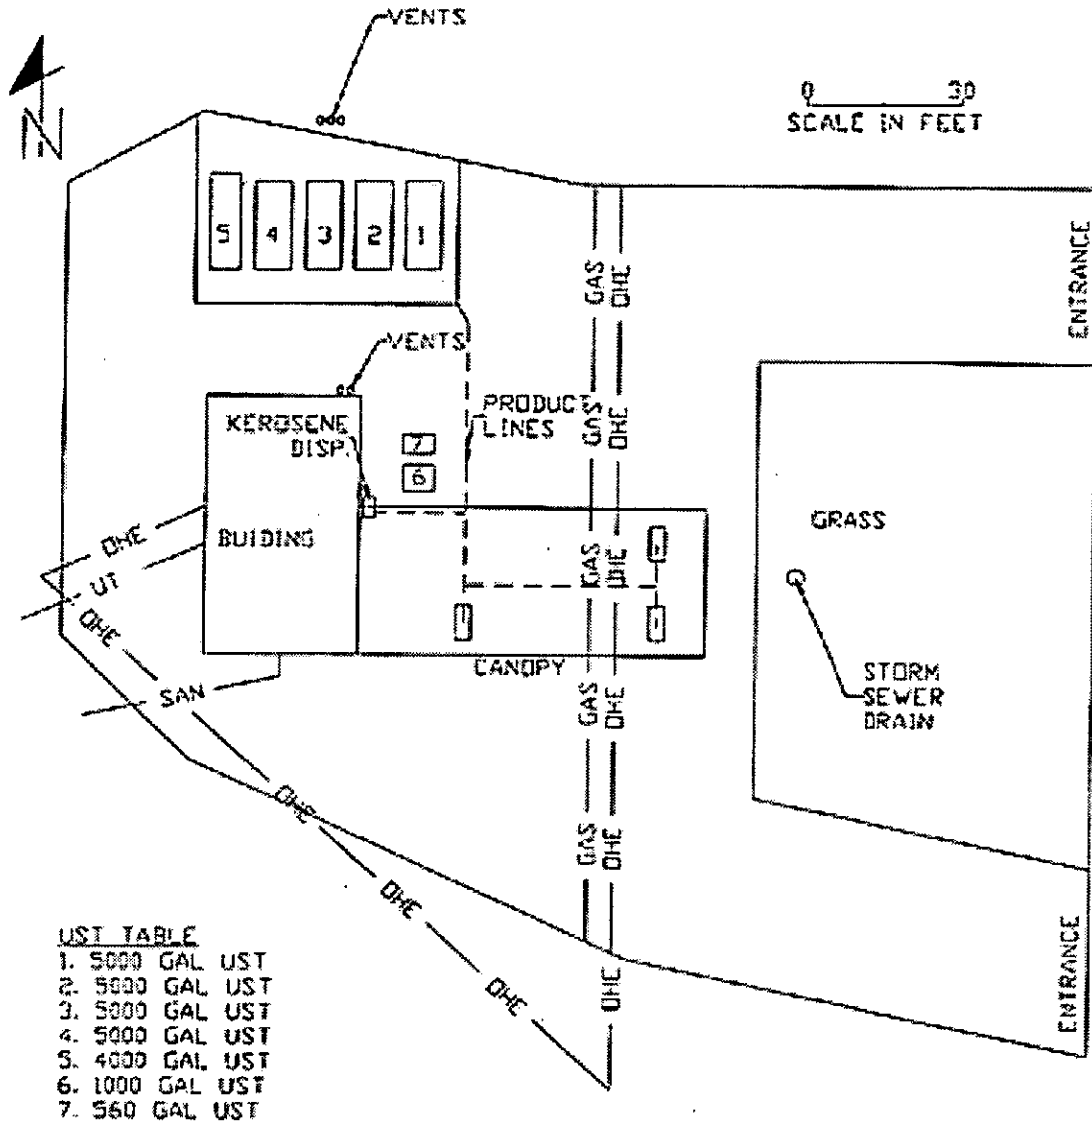 VENTS
N
0 30
SCALE IN FEET
5 4 3 2 1
GAS
OHE
ENTRANCE
VENTS
KEROSENE
DISP.
PRODUCT
LINES
7
6
GAS
OHE
GRASS
OHE
UT
BUIDING
GAS
OHE
OHE
CANOPY
SAN
GAS
OHE
STORM
SEWER
DRAIN
OHE
GAS
OHE
OHE
OHE
OHE
ENTRANCE
UST TABLE
1. 5000 GAL UST
2. 5000 GAL UST
3. 5000 GAL UST
4. 5000 GAL UST
5. 4000 GAL UST
6. 1000 GAL UST
7. 560 GAL UST